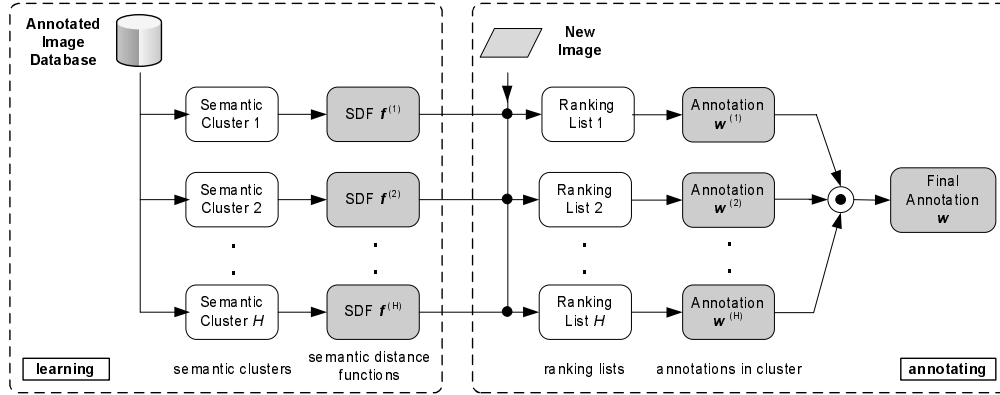 Annotated
Image
Database
New
Image
Semantic
Cluster 1
SDF f(1)
Ranking
List 1
Annotation
w (1)
Semantic
Cluster 2
SDF f(2)
Ranking
List 2
Annotation
w(2)
Final
Annotation
w
Semantic
Cluster H
SDF f(H)
Ranking
List H
Annotation
w(H)
learning
semantic clusters
semantic distance
functions
ranking lists
annotations in cluster
annotating